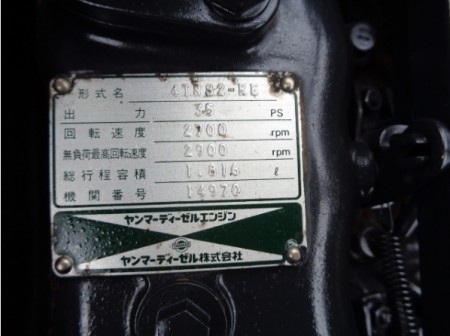 形式名 4TN82-RE
出力 35 PS
回転速度 2700 rpm
無負荷最高回転速度 2900 rpm
総行程容積 1.616 ℓ
機関番号 14970
ヤンマーディーゼルエンジン
ヤンマーディーゼル株式会社